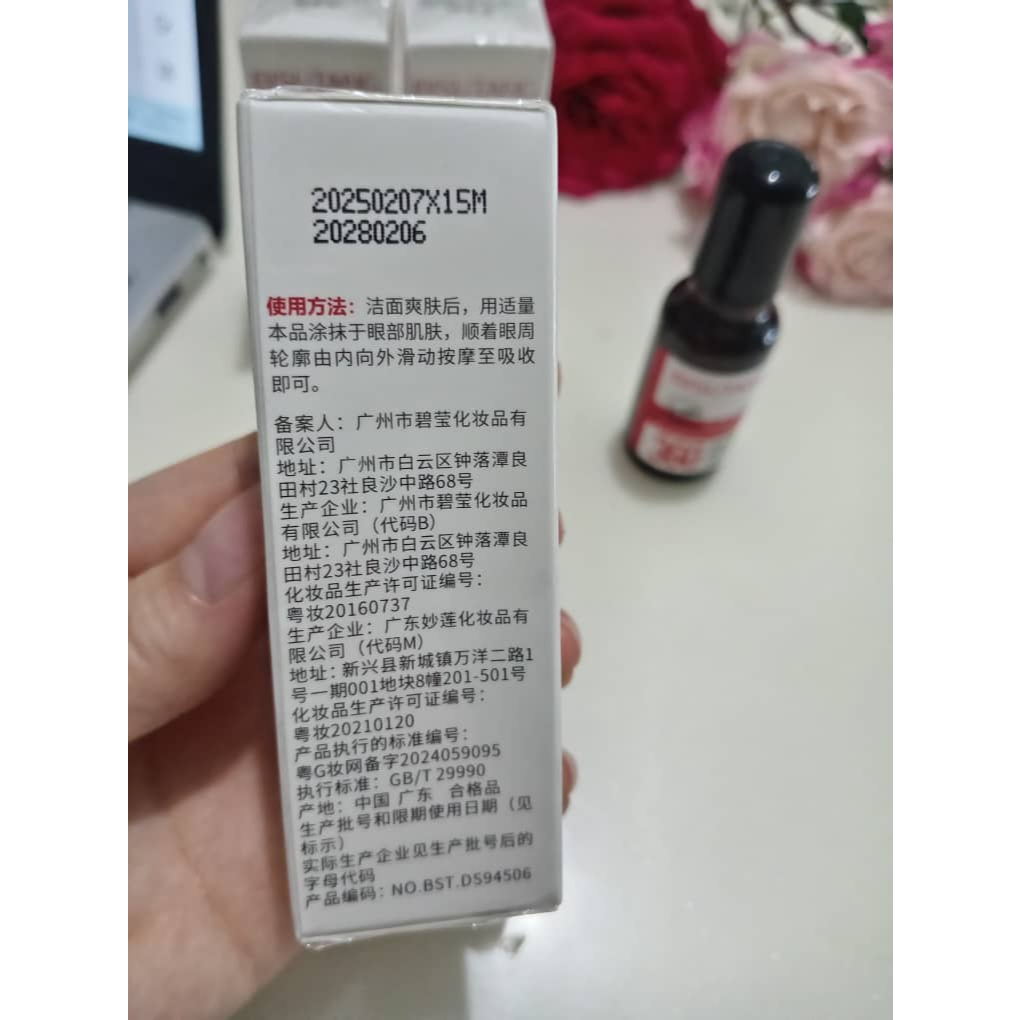 20250207X15M
20280206
使用方法：洁面爽肤后，用适量
本品涂抹于眼部肌肤，顺着眼周
轮廓由内向外滑动按摩至吸收
即可。
备案人：广州市碧莹化妆品有
限公司
地址：广州市白云区钟落潭良
田村23社良沙中路68号
生产企业：广州市碧莹化妆品
有限公司（代码B）
地址：广州市白云区钟落潭良
田村23社良沙中路68号
化妆品生产许可证编号：
粤妆20160737
生产企业：广东妙莲化妆品有
限公司（代码M）
地址：新兴县新城镇万洋二路1
号一期001地块8幢201-501号
化妆品生产许可证编号：
粤妆20210120
产品执行的标准编号：
粤G妆网备字2024059095
执行标准：GB/T 29990
产地：中国 广东 合格品
生产批号和限期使用日期（见
标示）
实际生产企业见生产批号后的
字母代码
产品编码：NO.BST.DS94506